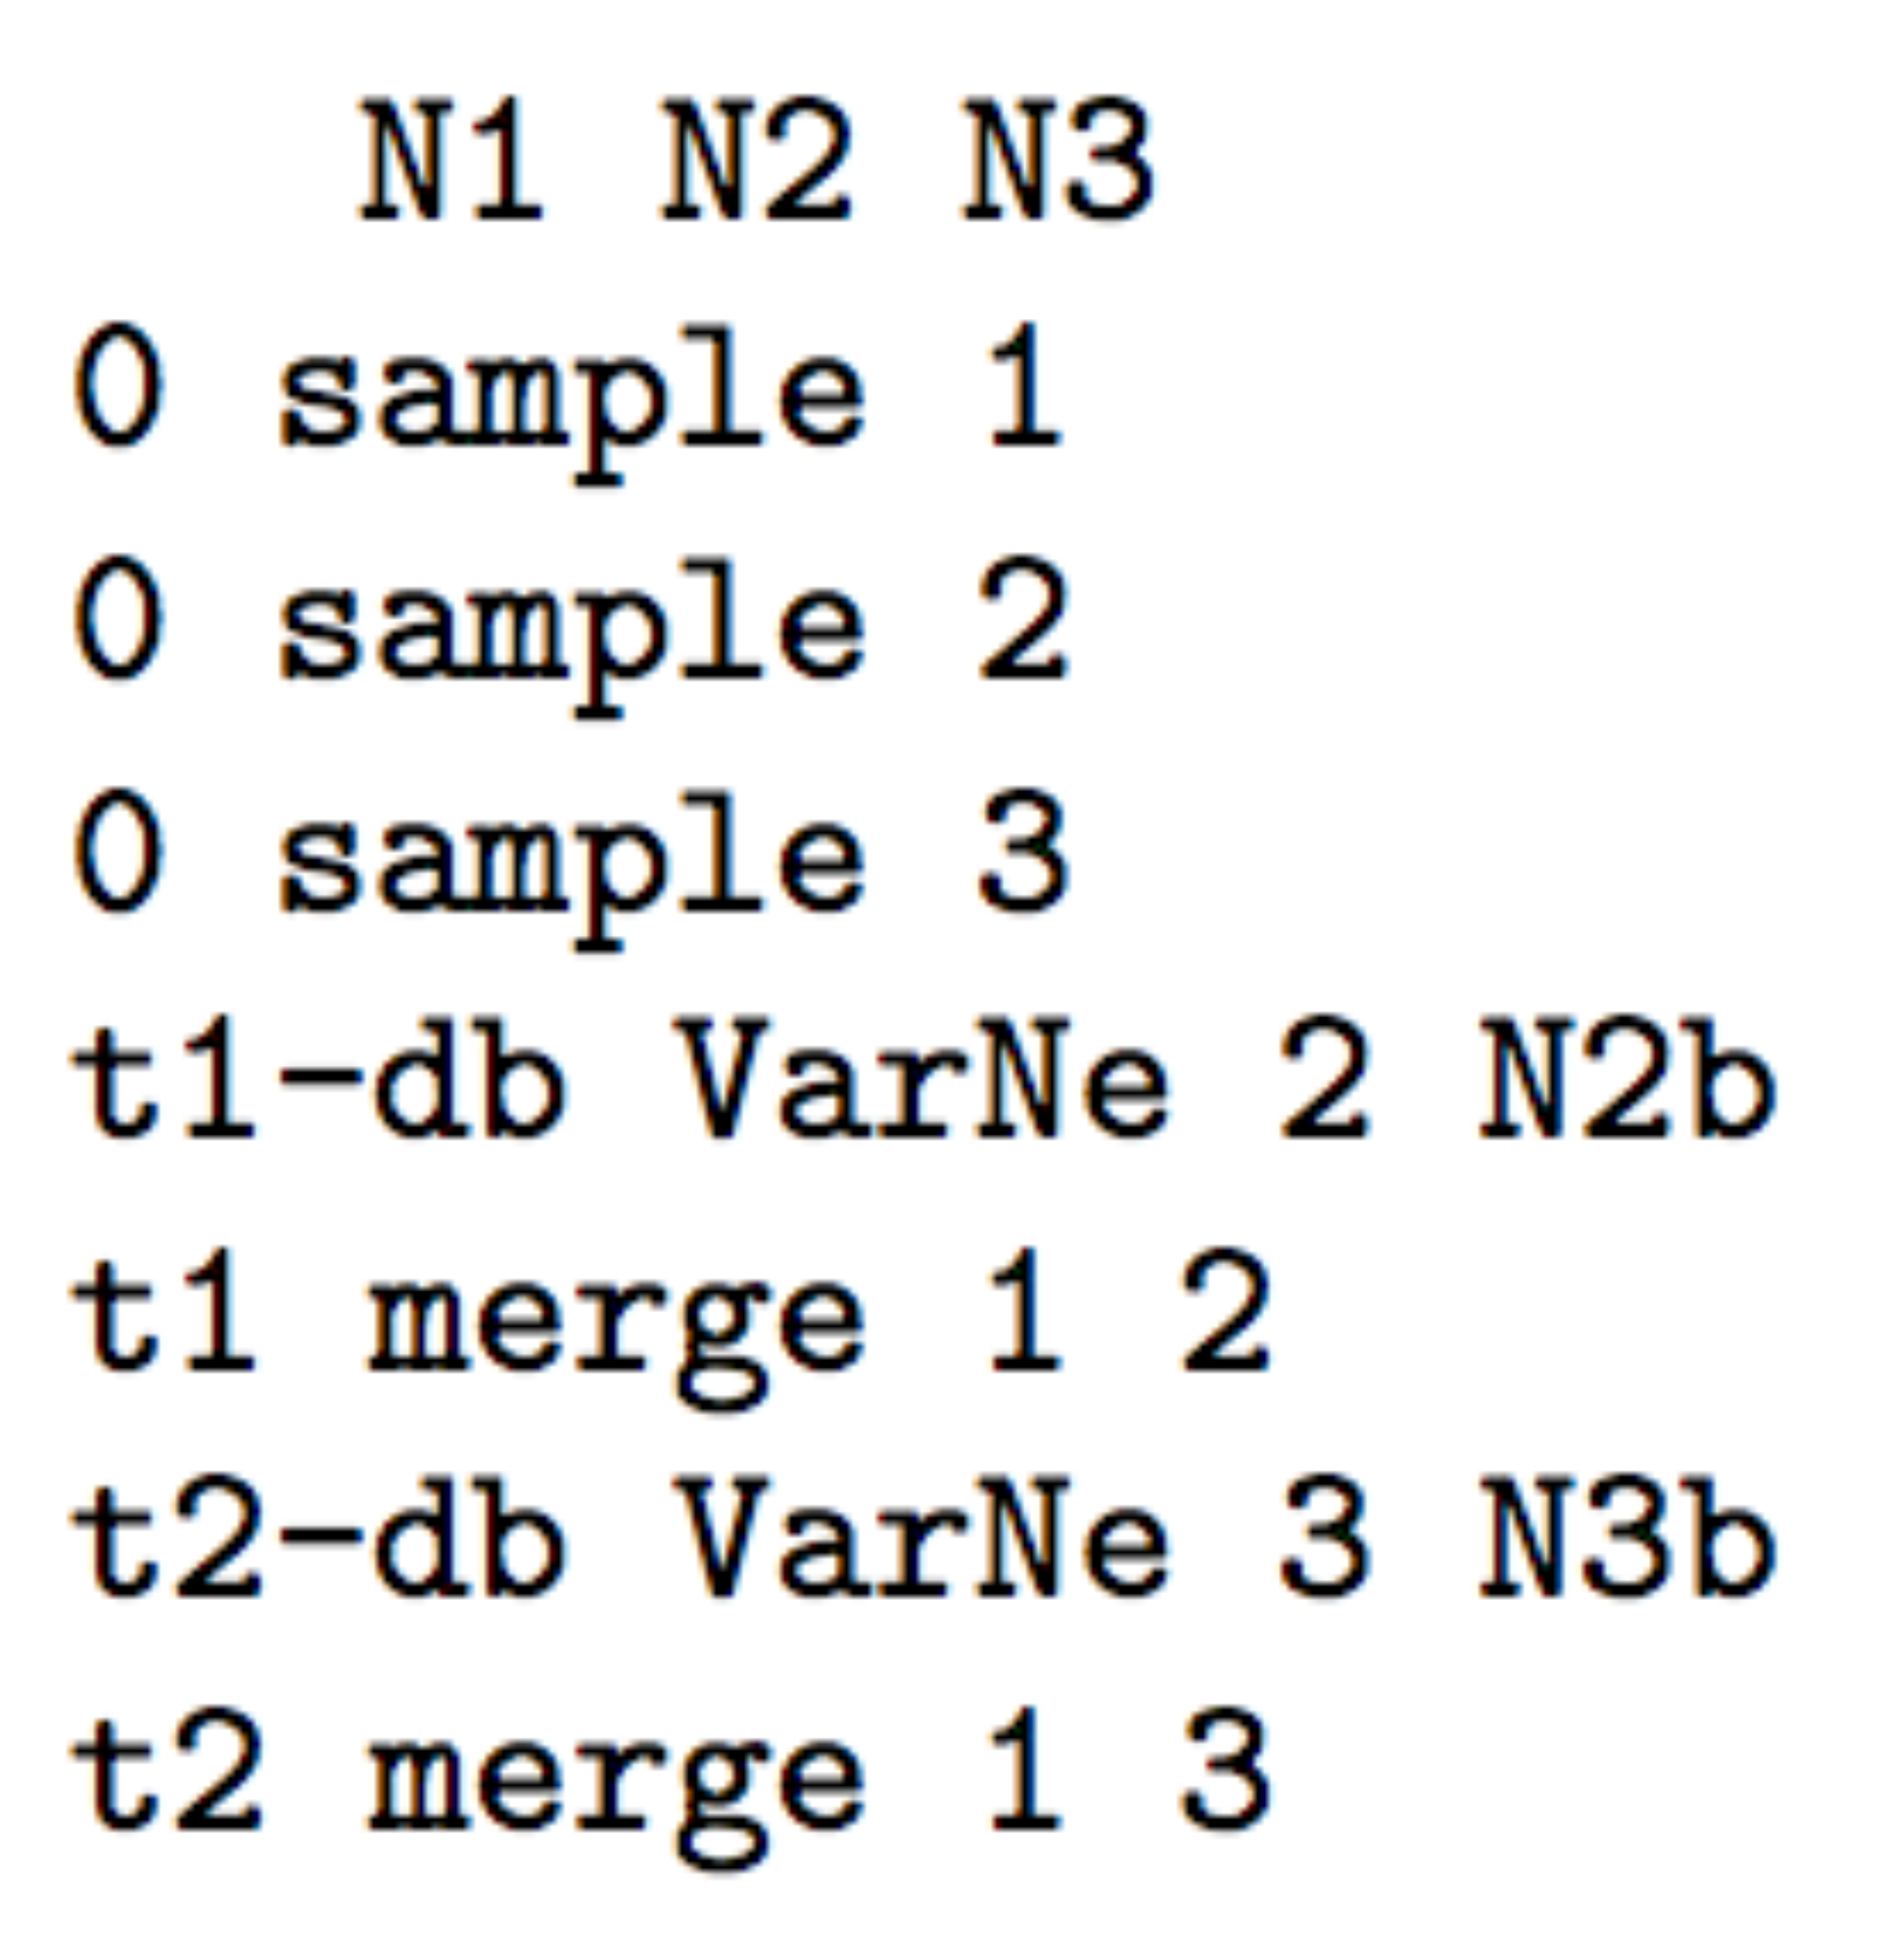 N1 N2 N3
0 sample 1
0 sample 2
0 sample 3
t1-db VarNe 2 N2b
t1 merge 1 2
t2-db VarNe 3 N3b
t2 merge 1 3